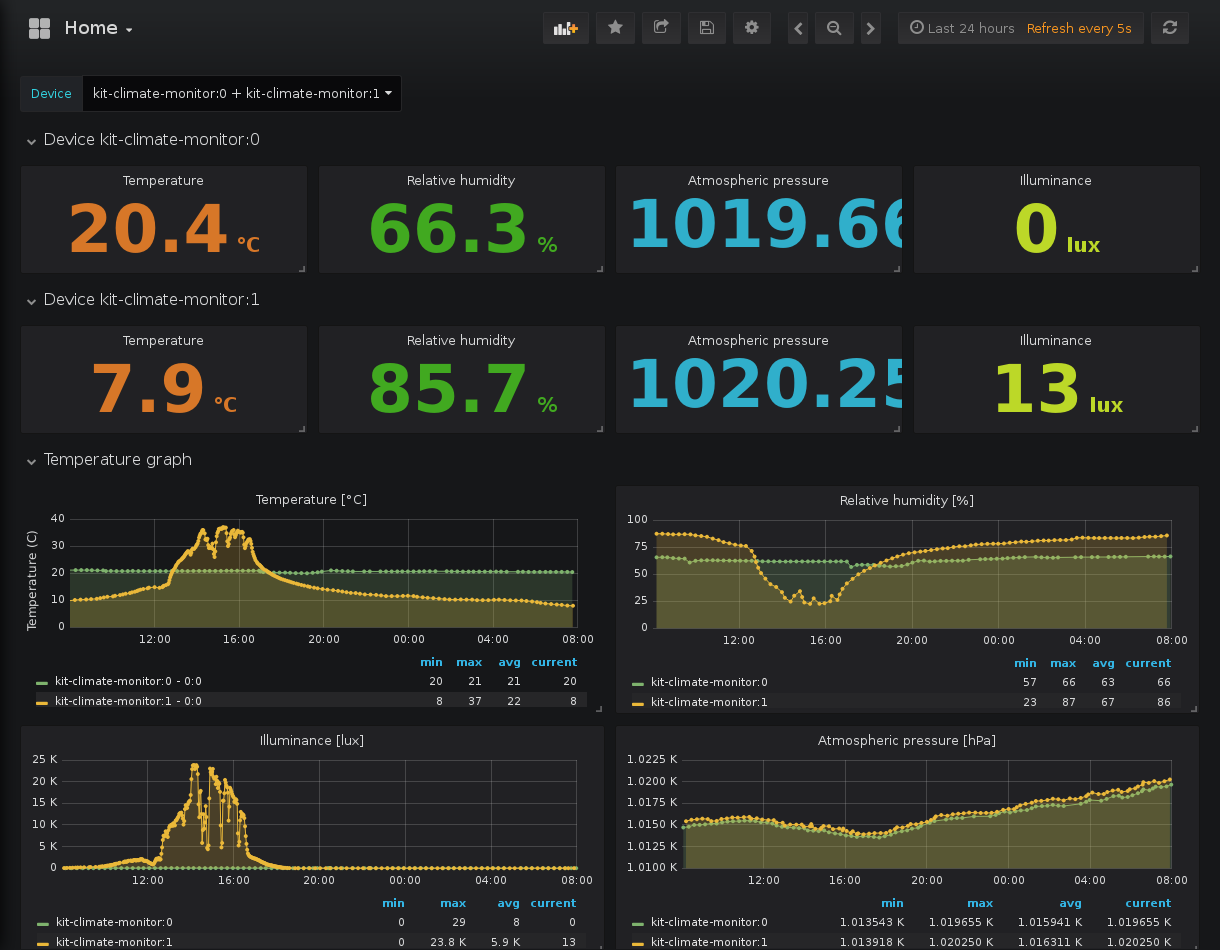 Home
Last 24 hours Refresh every 5s
Device kit-climate-monitor:0 + kit-climate-monitor:1
Device kit-climate-monitor:0
Temperature Relative humidity Atmospheric pressure Illuminance
20.4 °C 66.3 % 1019.66 0 lux
Device kit-climate-monitor:1
Temperature Relative humidity Atmospheric pressure Illuminance
7.9 °C 85.7 % 1020.25 13 lux
Temperature graph
Temperature [°C]
Temperature (C)
40
30
20
10
0
12:00 16:00 20:00 00:00 04:00 08:00
min max avg current
kit-climate-monitor:0 - 0:0 20 21 21 20
kit-climate-monitor:1 - 0:0 8 37 22 8
Relative humidity [%]
100
75
50
25
0
12:00 16:00 20:00 00:00 04:00 08:00
min max avg current
kit-climate-monitor:0 57 66 63 66
kit-climate-monitor:1 23 87 67 86
Illuminance [lux]
25 K
20 K
15 K
10 K
5 K
0
12:00 16:00 20:00 00:00 04:00 08:00
min max avg current
kit-climate-monitor:0 0 29 8 0
kit-climate-monitor:1 0 23.8 K 5.9 K 13
Atmospheric pressure [hPa]
1.0225 K
1.0200 K
1.0175 K
1.0150 K
1.0125 K
1.0100 K
12:00 16:00 20:00 00:00 04:00 08:00
min max avg current
kit-climate-monitor:0 1.013543 K 1.019655 K 1.015941 K 1.019655 K
kit-climate-monitor:1 1.013918 K 1.020250 K 1.016311 K 1.020250 K